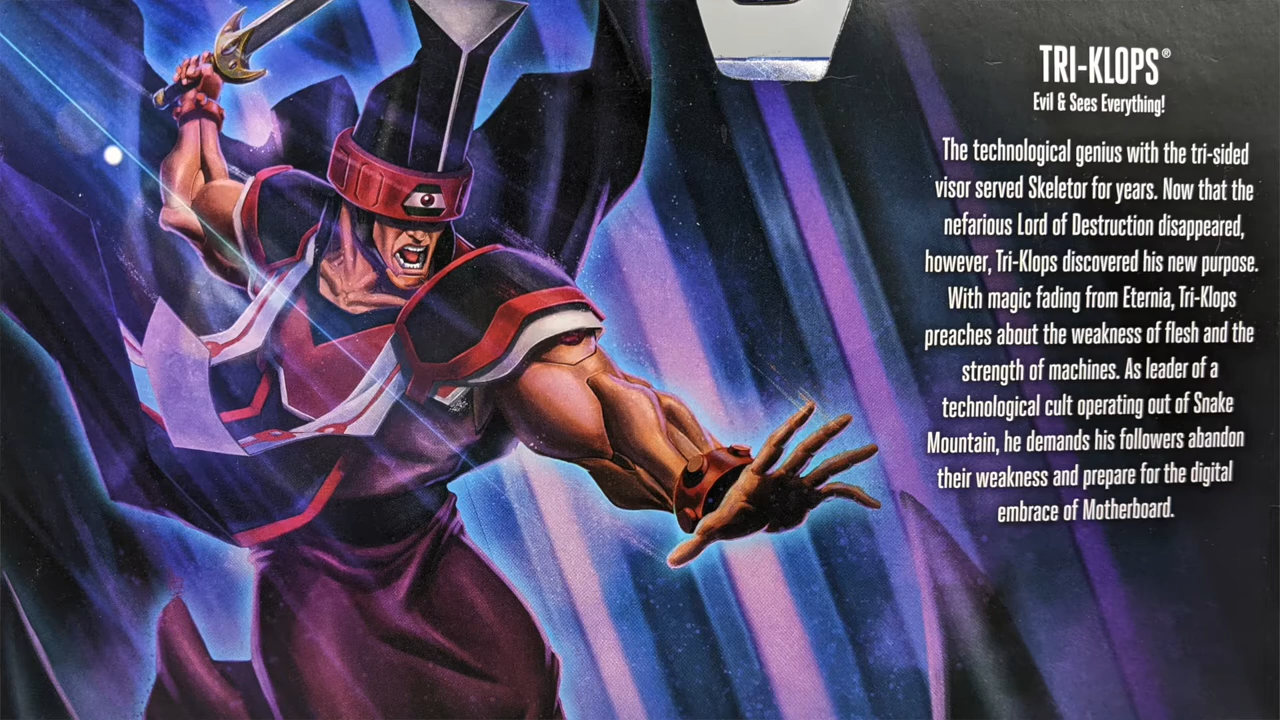 TRI-KLOPS®
Evil & Sees Everything!
The technological genius with the tri-sided
visor served Skeletor for years. Now that the
nefarious Lord of Destruction disappeared,
however, Tri-Klops discovered his new purpose.
With magic fading from Eternia, Tri-Klops
preaches about the weakness of flesh and the
strength of machines. As leader of a
technological cult operating out of Snake
Mountain, he demands his followers abandon
their weakness and prepare for the digital
embrace of Motherboard.